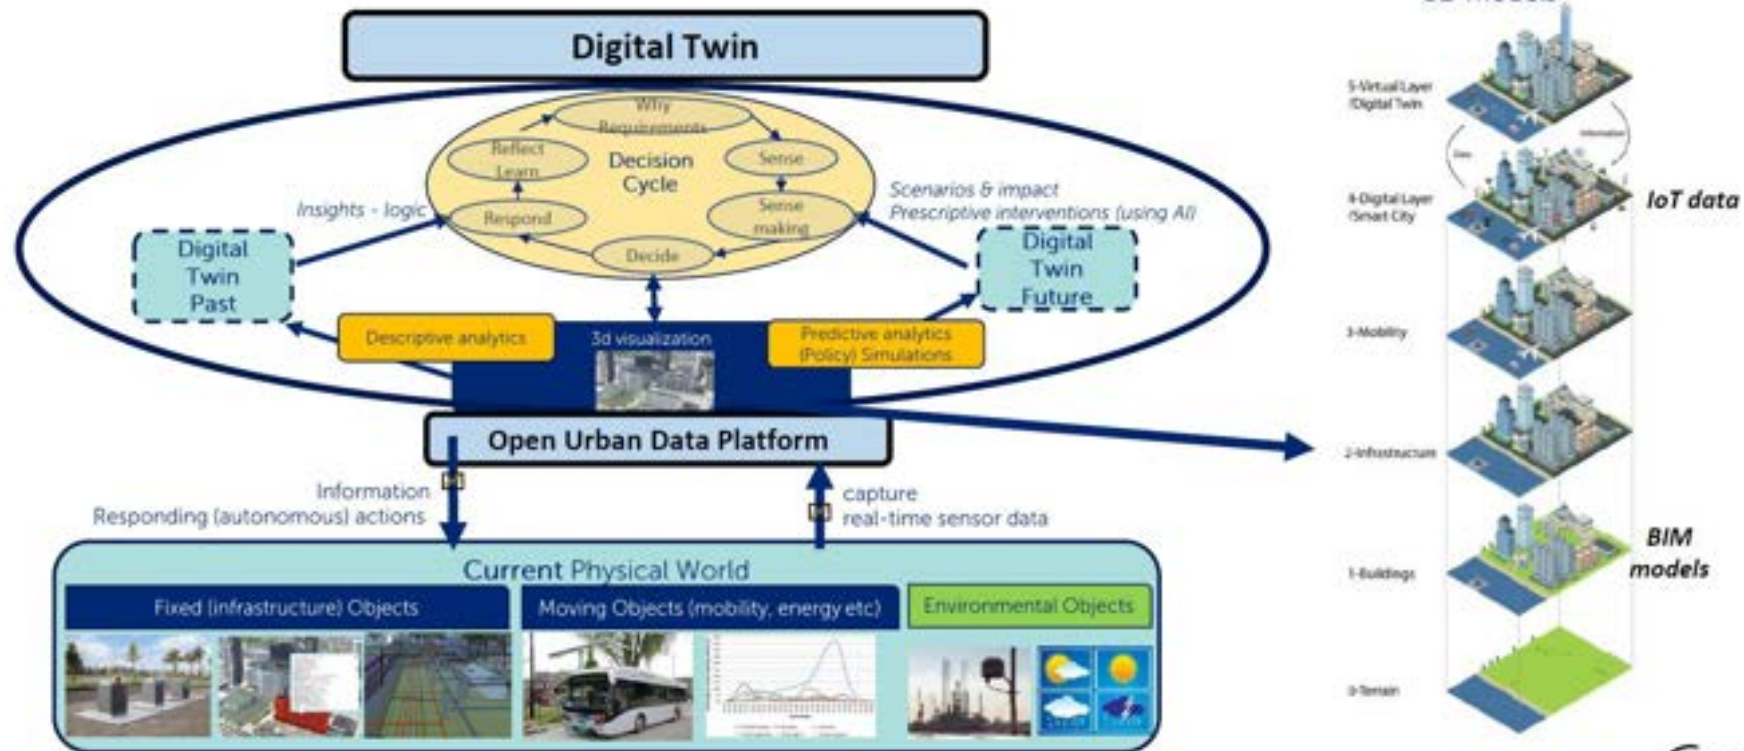 Digital Twin
Why
Requirements
Reflect
Learn
Decision
Cycle
Sense
Sense
making
Respond
Decide
Insights - logic
Scenarios & impact
Prescriptive interventions (using AI)
Digital
Twin
Past
Digital
Twin
Future
Descriptive analytics
3d visualization
Predictive analytics
(Policy) Simulations
Open Urban Data Platform
Information
Responding (autonomous) actions
capture
real-time sensor data
Current Physical World
Fixed (infrastructure) Objects
Moving Objects (mobility, energy etc)
Environmental Objects
5-Virtual Layer
/Digital Twin
Information
Data
4-Digital Layer
/Smart City
IoT data
3-Mobility
2-Infrastructure
1-Buildings
BIM
models
0-Terrain